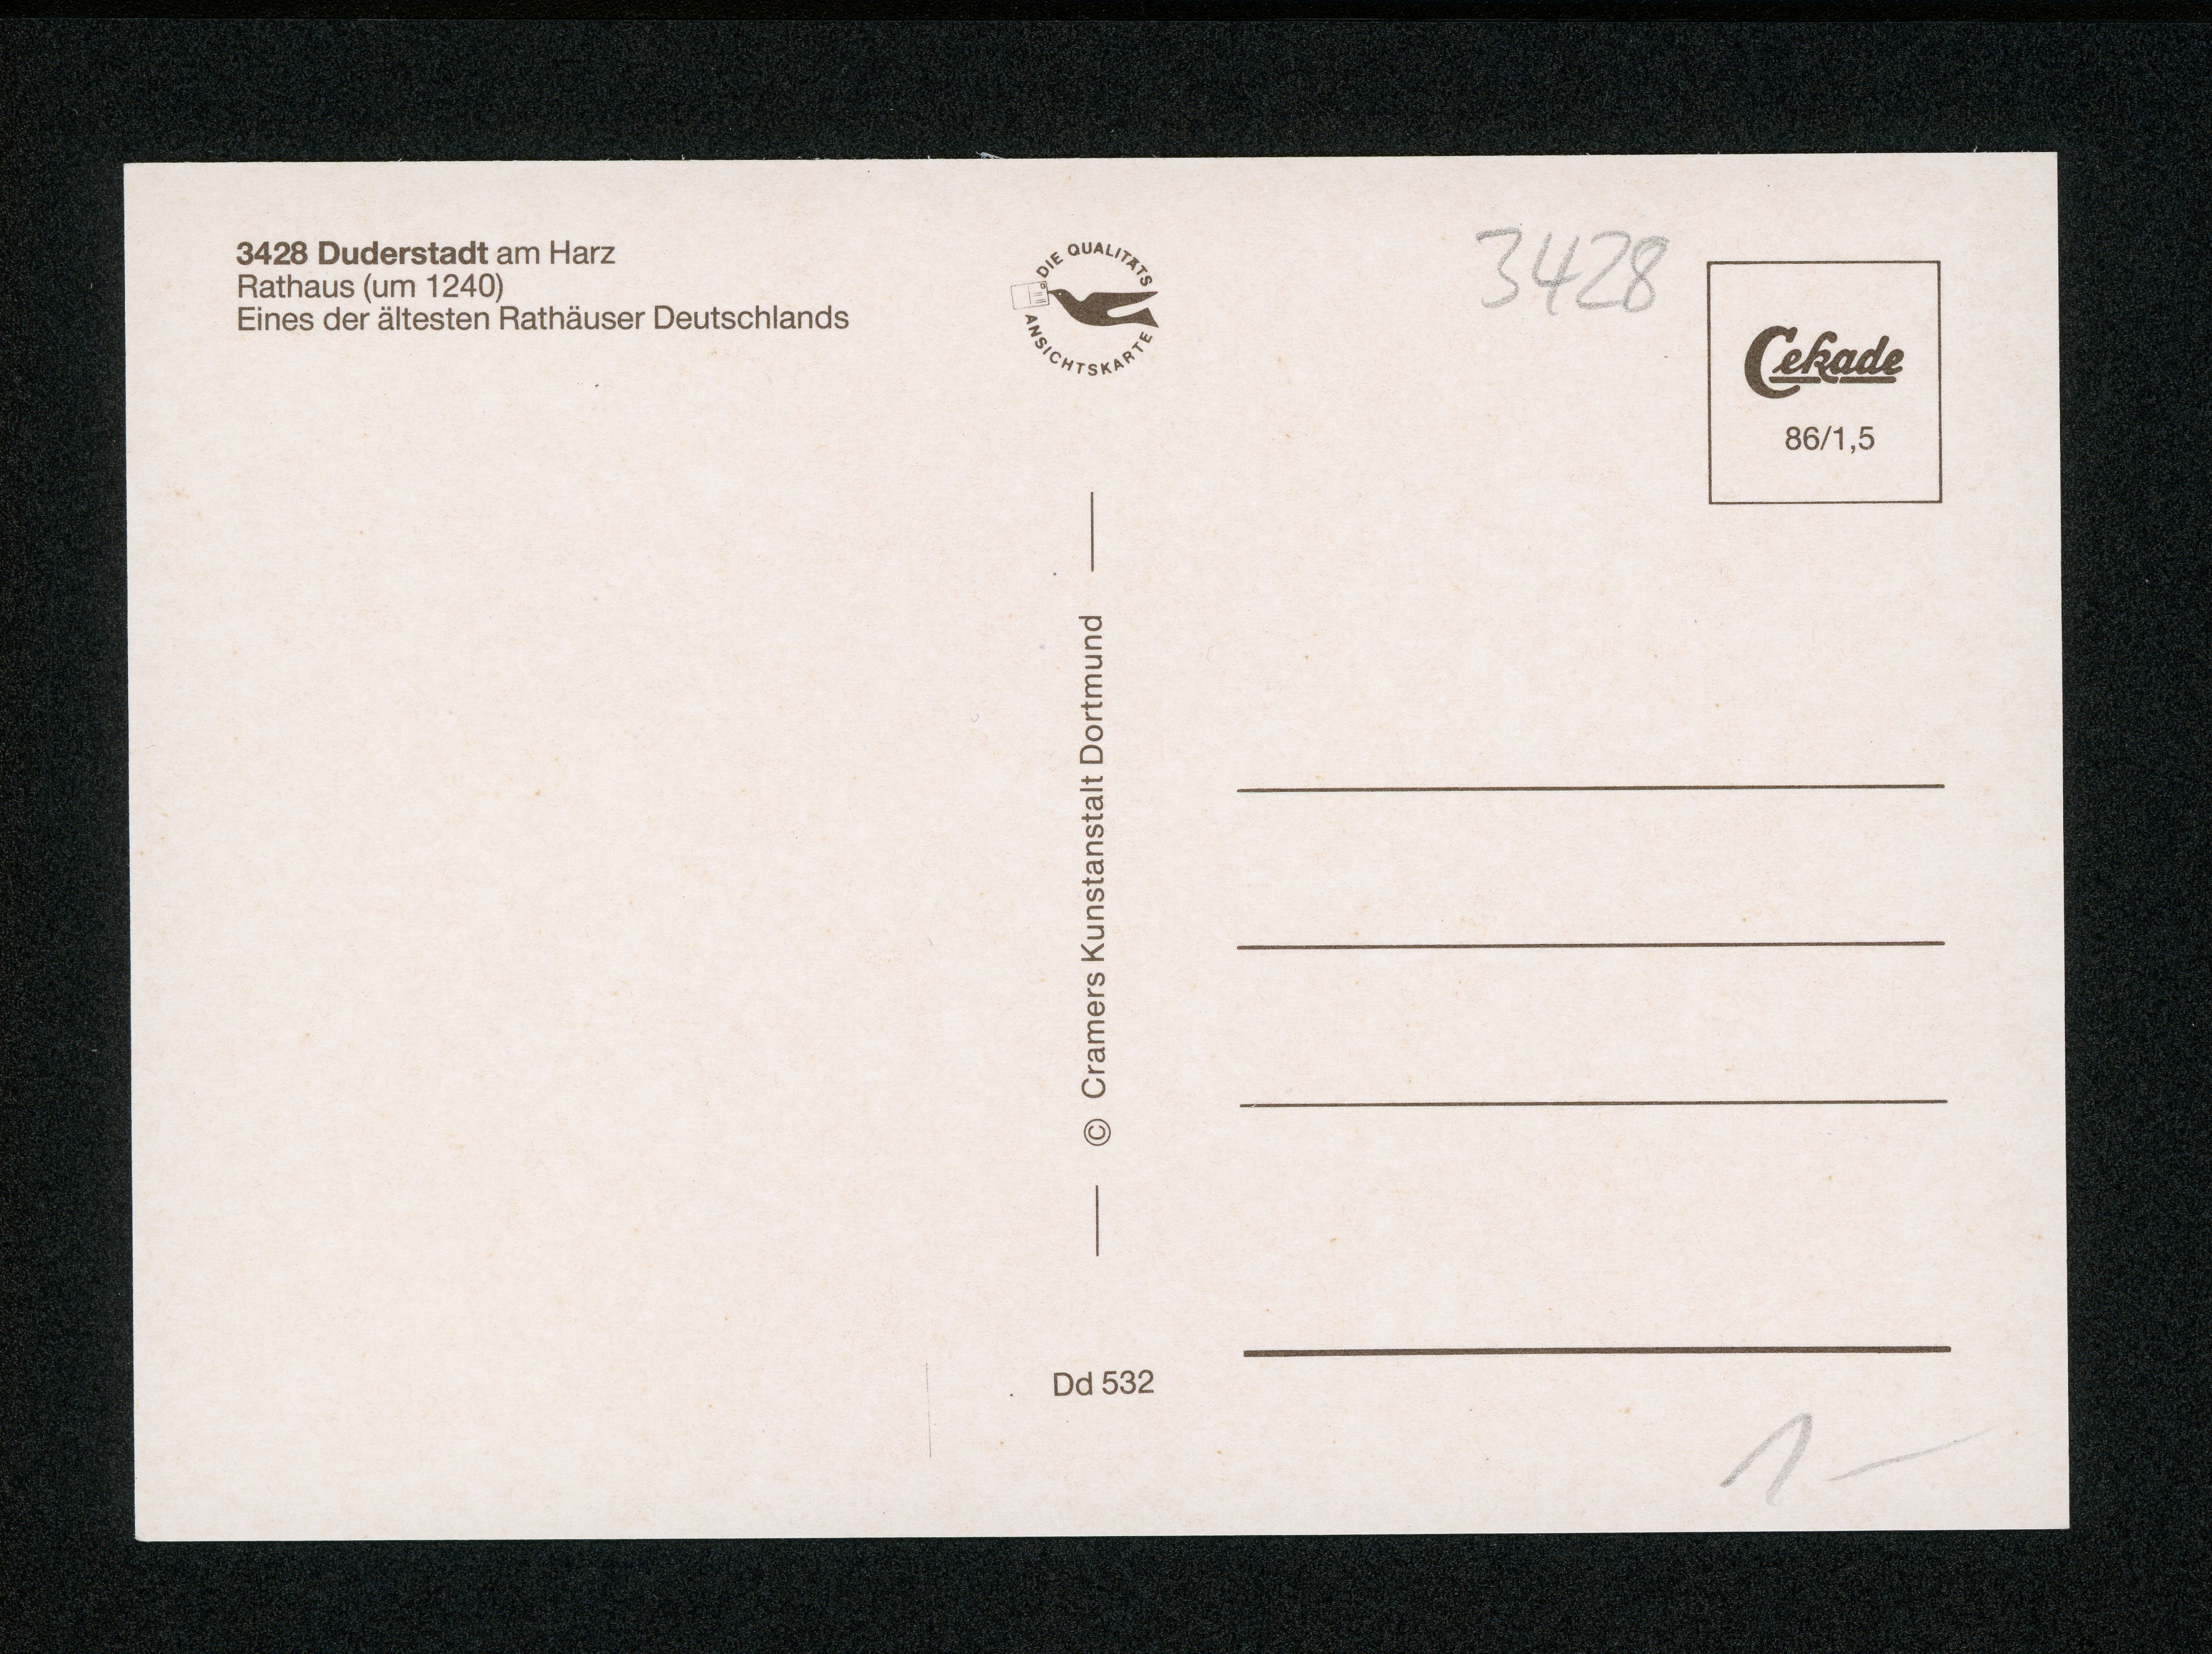 3428 Duderstadt am Harz
Rathaus (um 1240)
Eines der ältesten Rathäuser Deutschlands
DIE QUALITÄTS
ANSICHTSKARTE
3428
Cekade
86/1,5
© Cramers Kunstanstalt Dortmund
Dd 532
1 –